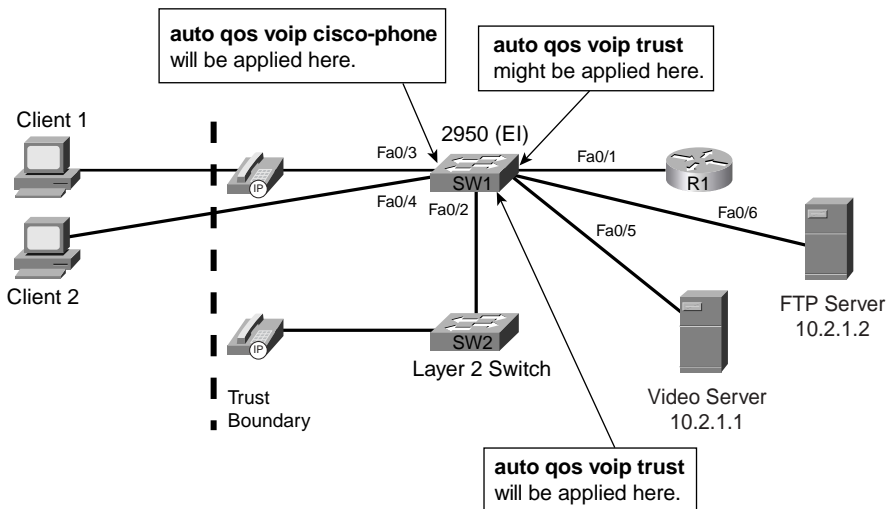 auto qos voip cisco-phone
will be applied here.
auto qos voip trust
might be applied here.
Client 1
2950 (EI)
Fa0/3
Fa0/1
IP
SW1
R1
Fa0/4
Fa0/2
Fa0/6
Fa0/5
Client 2
FTP Server
10.2.1.2
IP
SW2
Layer 2 Switch
Trust
Boundary
Video Server
10.2.1.1
auto qos voip trust
will be applied here.